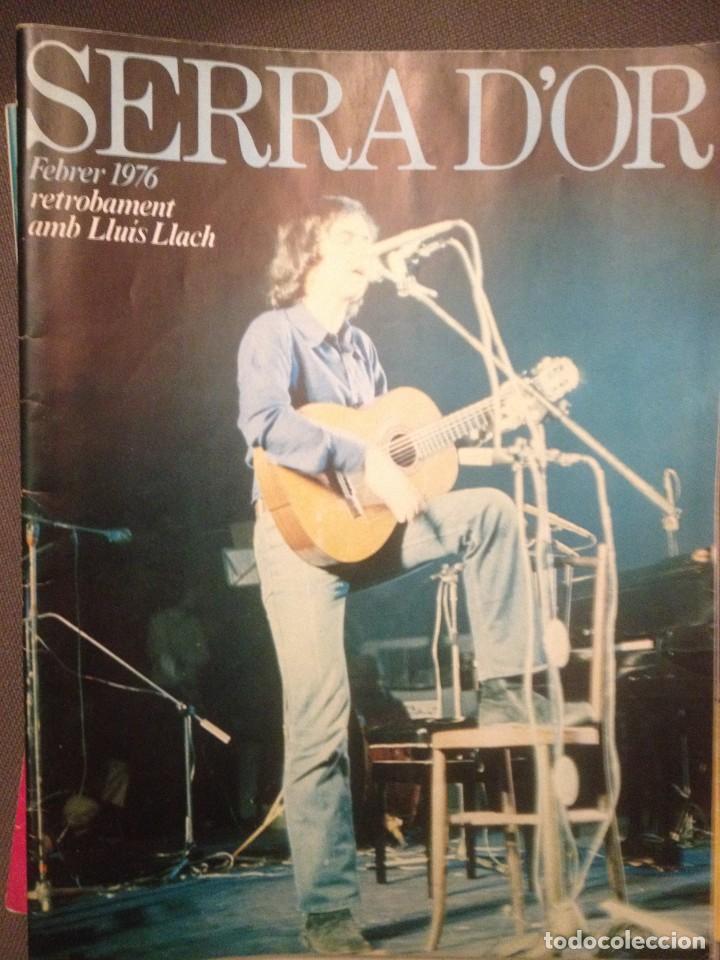 SERRA D'OR
Febrer 1976
retrobament
amb Lluís Llach
todocoleccion